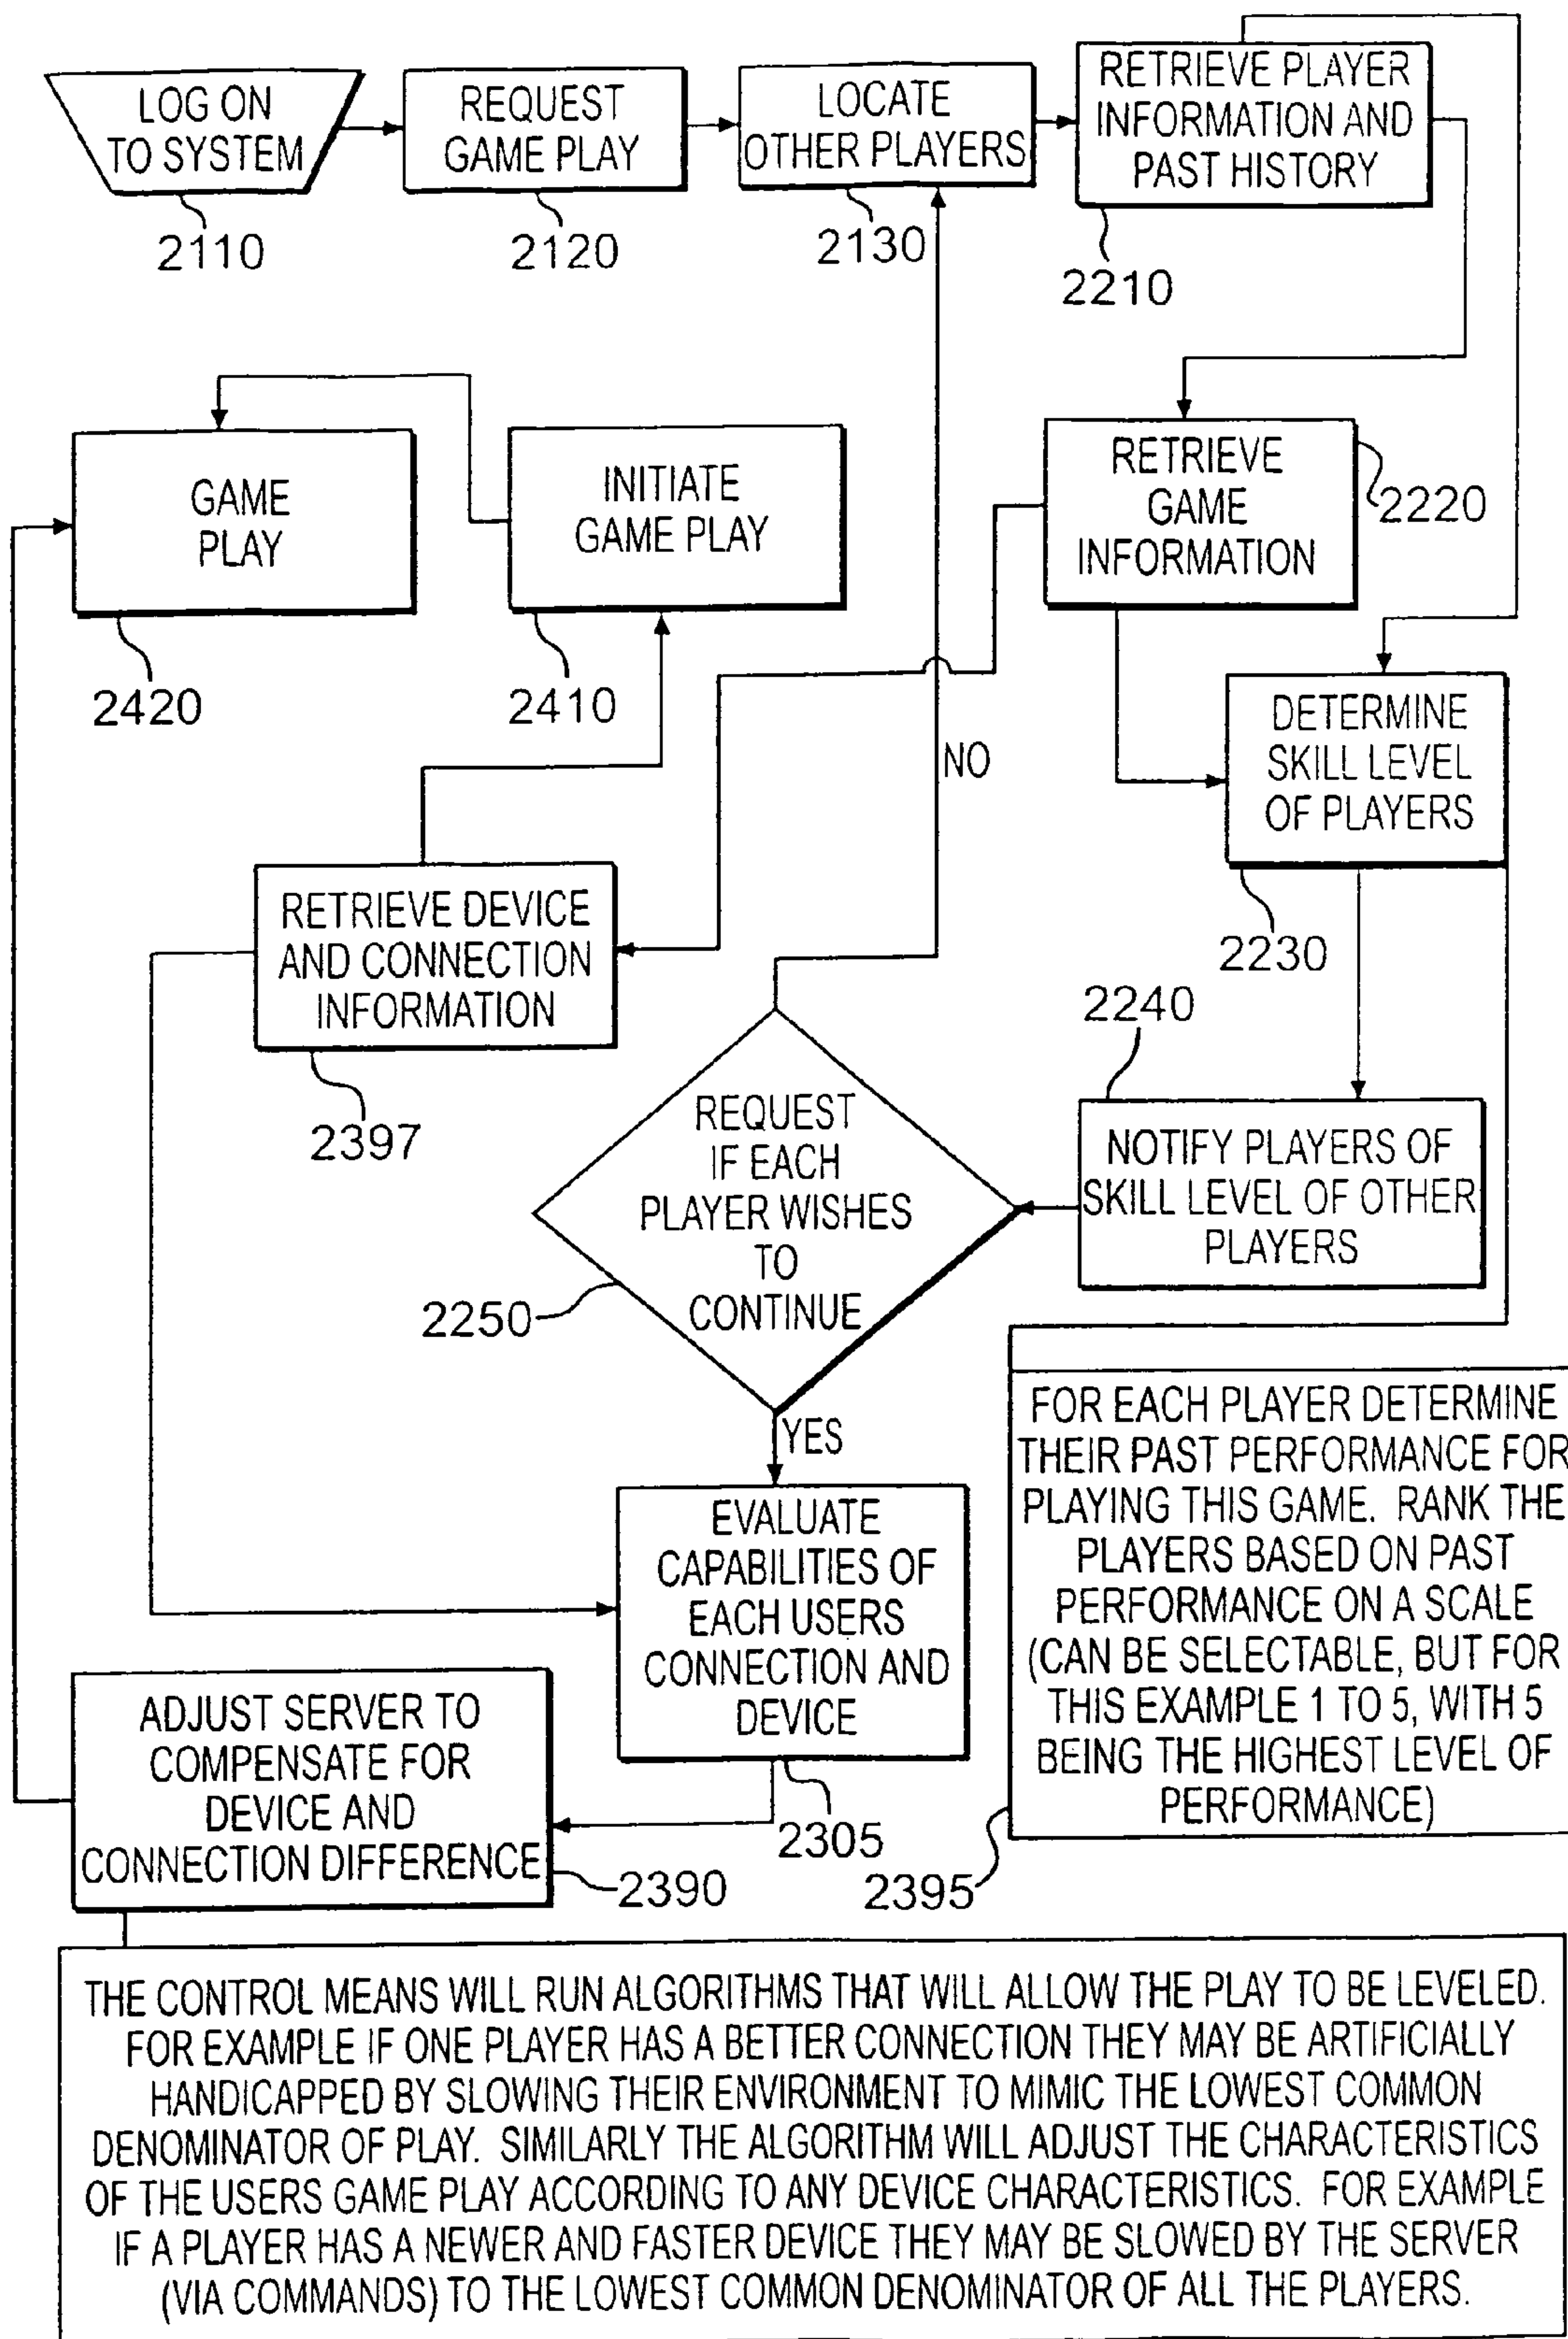 LOG ON
TO SYSTEM
2110
REQUEST
GAME PLAY
2120
LOCATE
OTHER PLAYERS
2130
RETRIEVE PLAYER
INFORMATION AND
PAST HISTORY
2210
GAME
PLAY
2420
INITIATE
GAME PLAY
2410
RETRIEVE
GAME
INFORMATION
2220
NO
DETERMINE
SKILL LEVEL
OF PLAYERS
2230
RETRIEVE DEVICE
AND CONNECTION
INFORMATION
2397
2240
NOTIFY PLAYERS OF
SKILL LEVEL OF OTHER
PLAYERS
REQUEST
IF EACH
PLAYER WISHES
TO
CONTINUE
2250
YES
EVALUATE
CAPABILITIES OF
EACH USERS
CONNECTION AND
DEVICE
2305
FOR EACH PLAYER DETERMINE
THEIR PAST PERFORMANCE FOR
PLAYING THIS GAME. RANK THE
PLAYERS BASED ON PAST
PERFORMANCE ON A SCALE
(CAN BE SELECTABLE, BUT FOR
THIS EXAMPLE 1 TO 5, WITH 5
BEING THE HIGHEST LEVEL OF
PERFORMANCE)
2395
ADJUST SERVER TO
COMPENSATE FOR
DEVICE AND
CONNECTION DIFFERENCE
2390
THE CONTROL MEANS WILL RUN ALGORITHMS THAT WILL ALLOW THE PLAY TO BE LEVELED.
FOR EXAMPLE IF ONE PLAYER HAS A BETTER CONNECTION THEY MAY BE ARTIFICIALLY
HANDICAPPED BY SLOWING THEIR ENVIRONMENT TO MIMIC THE LOWEST COMMON
DENOMINATOR OF PLAY. SIMILARLY THE ALGORITHM WILL ADJUST THE CHARACTERISTICS
OF THE USERS GAME PLAY ACCORDING TO ANY DEVICE CHARACTERISTICS. FOR EXAMPLE
IF A PLAYER HAS A NEWER AND FASTER DEVICE THEY MAY BE SLOWED BY THE SERVER
(VIA COMMANDS) TO THE LOWEST COMMON DENOMINATOR OF ALL THE PLAYERS.